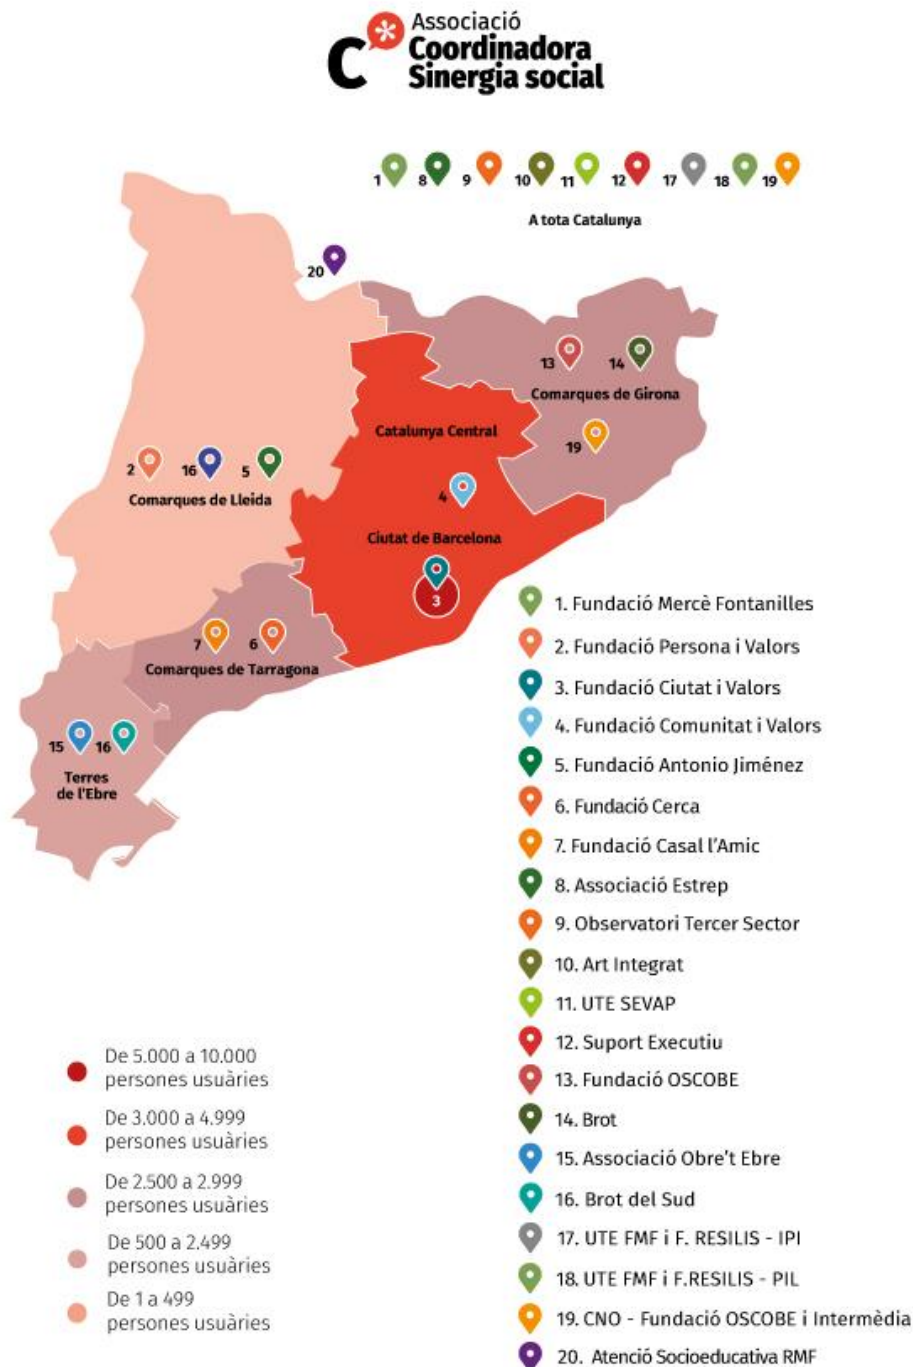 Associació
Coordinadora
Sinergia social
1 8 9 10 11 12 17 18 19
A tota Catalunya
20
13 14
Comarques de Girona
Catalunya Central
19
2 16 5
4
Comarques de Lleida
Ciutat de Barcelona
3
7 6
Comarques de Tarragona
15 16
Terres
de l'Ebre
1. Fundació Mercè Fontanilles
2. Fundació Persona i Valors
3. Fundació Ciutat i Valors
4. Fundació Comunitat i Valors
5. Fundació Antonio Jiménez
6. Fundació Cerca
7. Fundació Casal l'Amic
8. Associació Estrep
9. Observatori Tercer Sector
10. Art Integrat
11. UTE SEVAP
12. Suport Executiu
13. Fundació OSCOBE
14. Brot
15. Associació Obre't Ebre
16. Brot del Sud
17. UTE FMF i F. RESILIS - IPI
18. UTE FMF i F.RESILIS - PIL
19. CNO - Fundació OSCOBE i Intermèdia
20. Atenció Socioeducativa RMF
De 5.000 a 10.000
persones usuàries
De 3.000 a 4.999
persones usuàries
De 2.500 a 2.999
persones usuàries
De 500 a 2.499
persones usuàries
De 1 a 499
persones usuàries